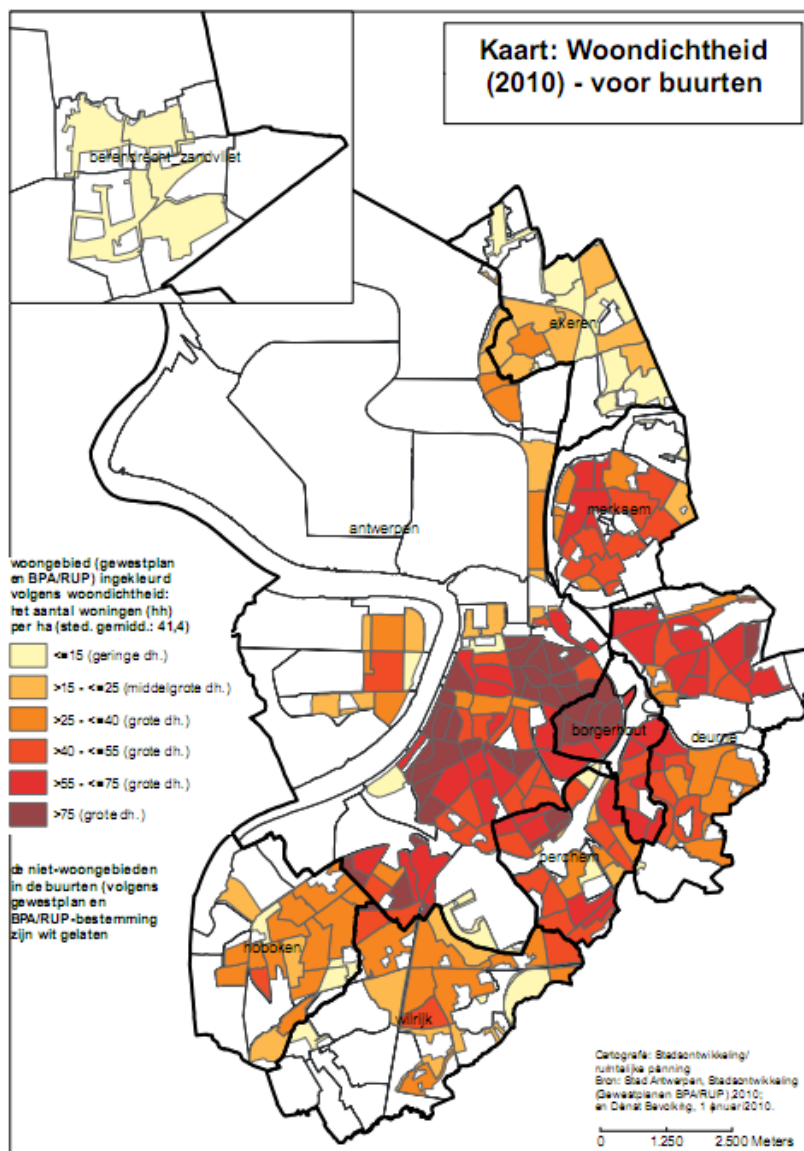 Kaart: Woondichtheid
(2010) - voor buurten
berendrecht_zandvliet
ekeren
merksem
antwerpen
woongebied (gewestplan
en BPA/RUP) ingekleurd
volgens woondichtheid:
het aantal woningen (hh)
per ha (sted. gemidd.: 41,4)
<=15 (geringe dh.)
>15 - <=25 (middelgrote dh.)
>25 - <=40 (grote dh.)
>40 - <=55 (grote dh.)
>55 - <=75 (grote dh.)
>75 (grote dh.)
borgerhout
deurne
berchem
de niet-woongebieden
in de buurten (volgens
gewestplan en
BPA/RUP-bestemming
zijn wit gelaten
hoboken
wilrijk
Cartografie: Stadsontwikkeling/
ruimtelijke planning
Bron: Stad Antwerpen, Stadsontwikkeling
(Gewestplannen BPA/RUP),2010;
en Dienst Bevolking, 1 januari 2010.
0 1.250 2.500 Meters